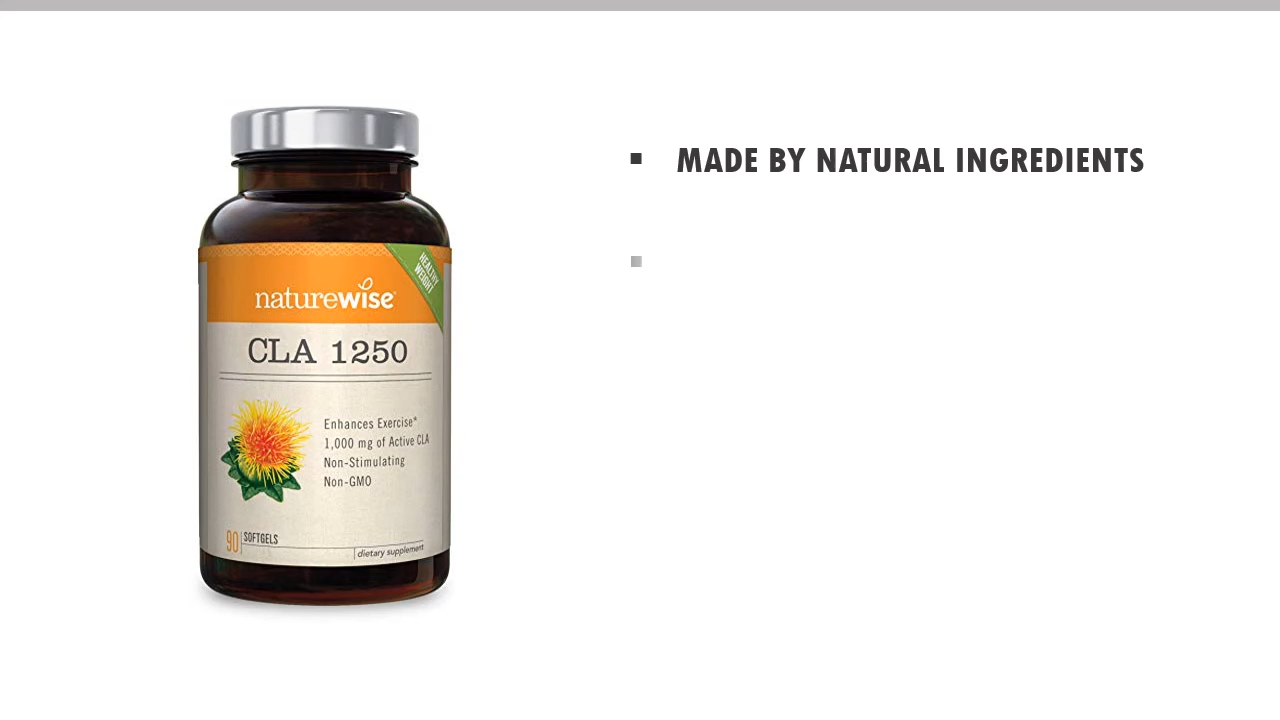 MADE BY NATURAL INGREDIENTS
HEALTHY
WEIGHT
naturewise
CLA 1250
Enhances Exercise*
1,000 mg of Active CLA
Non-Stimulating
Non-GMO
90 SOFTGELS
dietary supplement